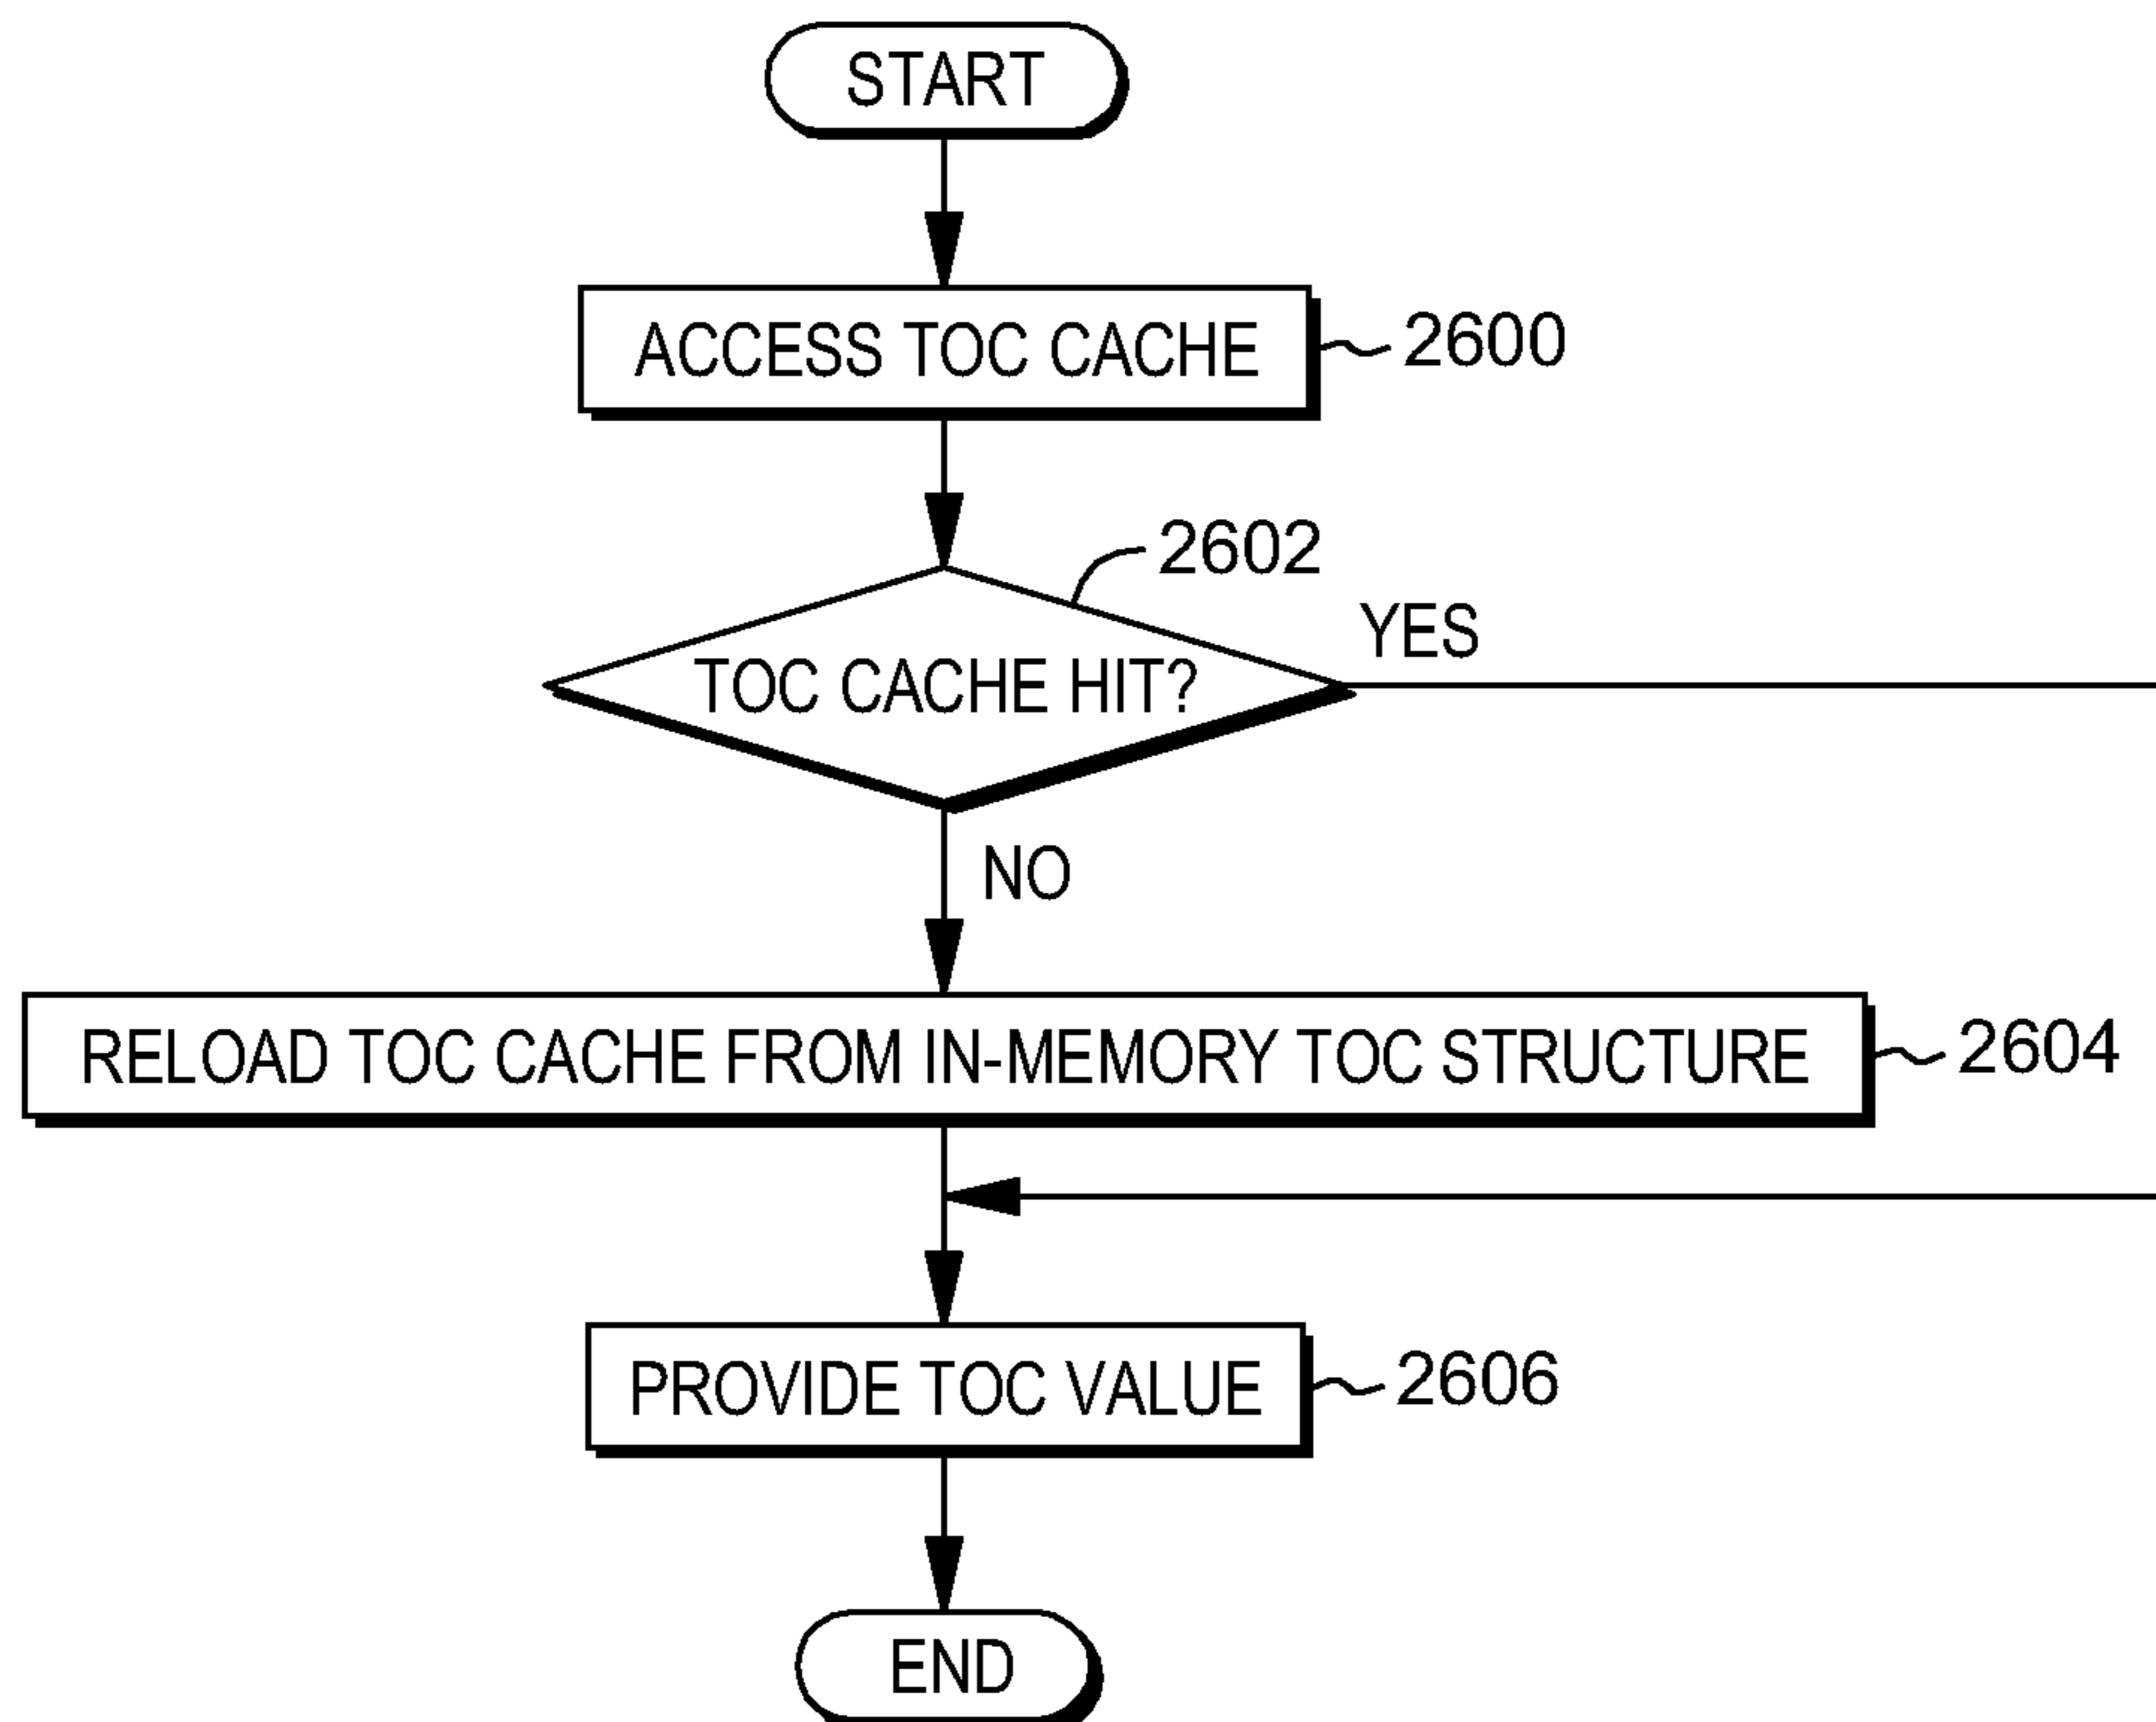 START
ACCESS TOC CACHE
2600
2602
TOC CACHE HIT?
YES
NO
RELOAD TOC CACHE FROM IN-MEMORY TOC STRUCTURE
2604
PROVIDE TOC VALUE
2606
END